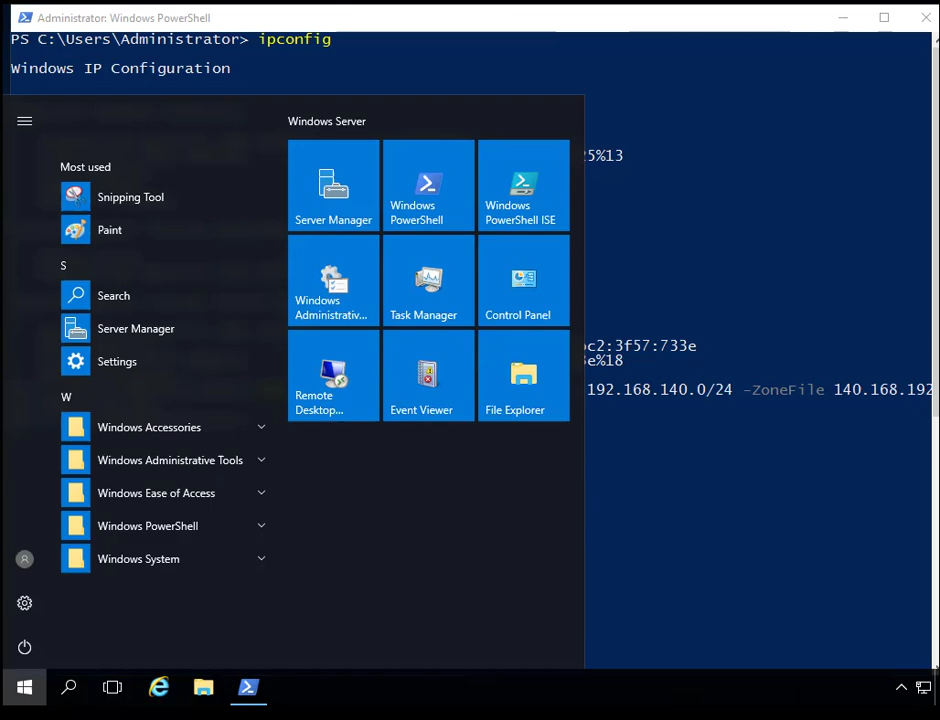 Administrator: Windows PowerShell
PS C:\Users\Administrator> ipconfig
Windows IP Configuration
5%13
c2:3f57:733e
e%18
192.168.140.0/24 -ZoneFile 140.168.192
Windows Server
Most used
Snipping Tool
Paint
S
Search
Server Manager
Settings
W
Windows Accessories
Windows Administrative Tools
Windows Ease of Access
Windows PowerShell
Windows System
Server Manager
Windows
PowerShell
Windows
PowerShell ISE
Windows
Administrativ...
Task Manager
Control Panel
Remote
Desktop...
Event Viewer
File Explorer